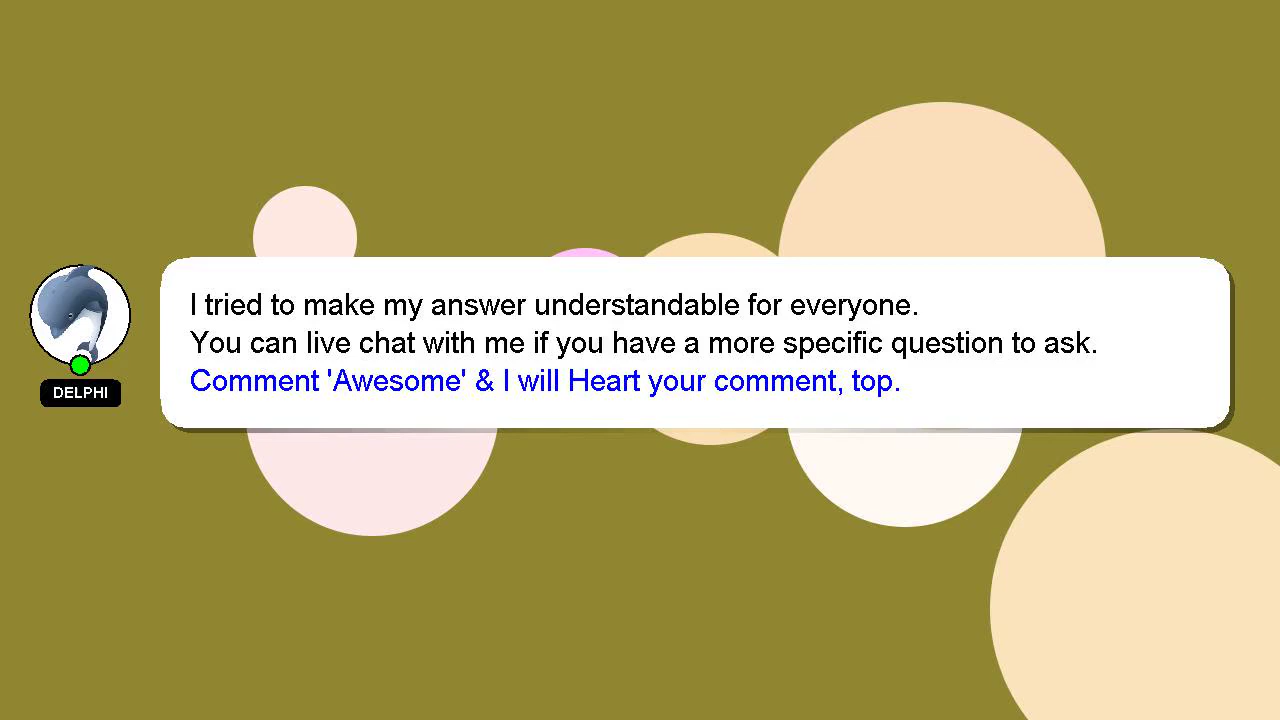 I tried to make my answer understandable for everyone.
You can live chat with me if you have a more specific question to ask.
Comment 'Awesome' & I will Heart your comment, top.
DELPHI